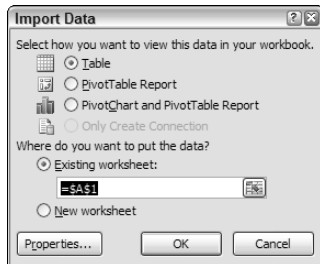 Import Data
Select how you want to view this data in your workbook.
Table
PivotTable Report
PivotChart and PivotTable Report
Only Create Connection
Where do you want to put the data?
Existing worksheet:
=$A$1
New worksheet
Properties... OK Cancel